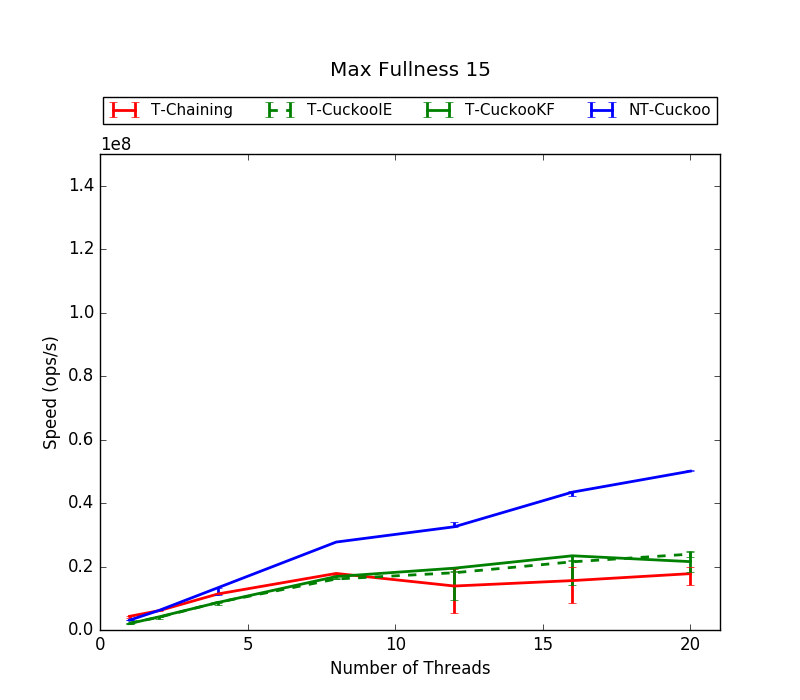 Max Fullness 15
T-Chaining T-CuckooIE T-CuckooKF NT-Cuckoo
1e8
1.4
1.2
1.0
0.8
0.6
0.4
0.2
0.0
Speed (ops/s)
0 5 10 15 20
Number of Threads